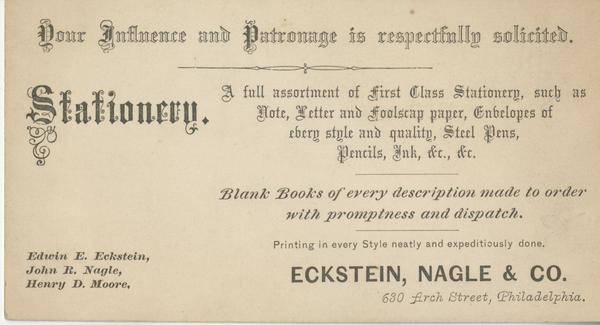 Your Influence and Patronage is respectfully solicited.
Stationery.
A full assortment of First Class Stationery, such as
Note, Letter and Foolscap paper, Envelopes of
every style and quality, Steel Pens,
Pencils, Ink, &c., &c.
Blank Books of every description made to order
with promptness and dispatch.
Printing in every Style neatly and expeditiously done.
Edwin E. Eckstein,
John R. Nagle,
Henry D. Moore,
ECKSTEIN, NAGLE & CO.
630 Arch Street, Philadelphia.